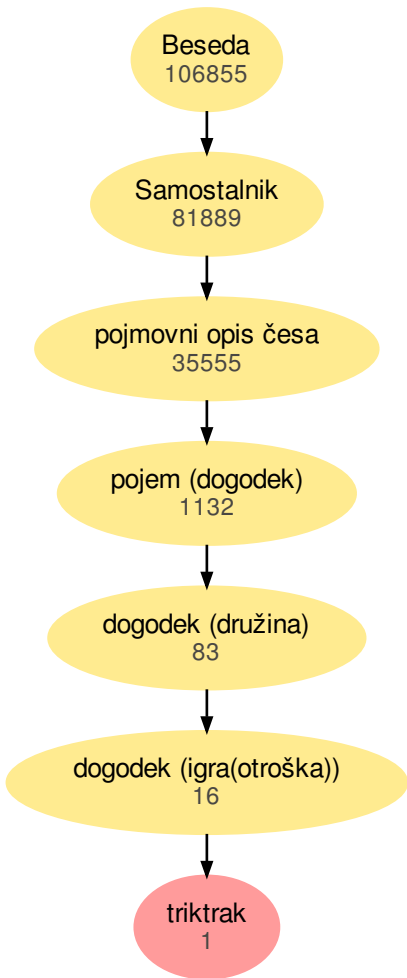 Beseda
106855
Samostalnik
81889
pojmovni opis česa
35555
pojem (dogodek)
1132
dogodek (družina)
83
dogodek (igra(otroška))
16
triktrak
1